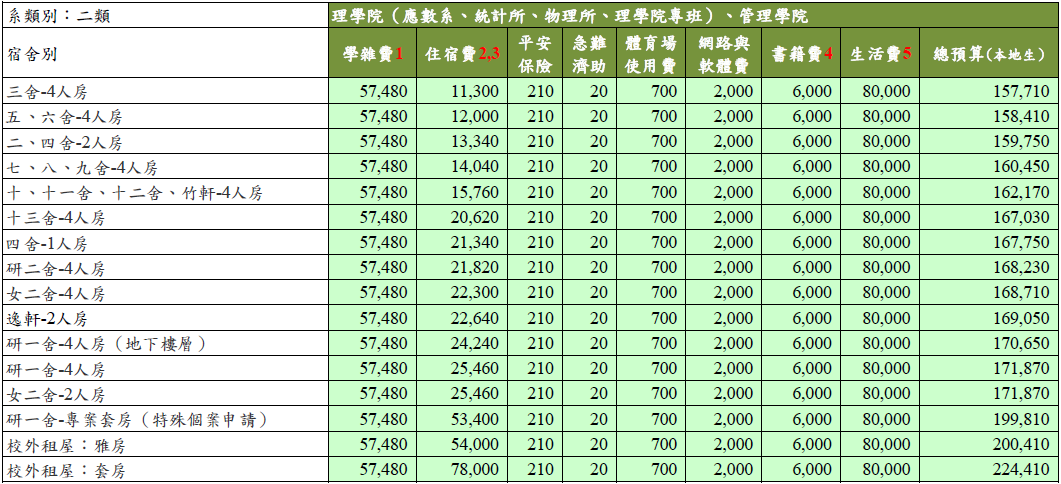 系類別：二類 理學院（應數系、統計所、物理所、理學院專班）、管理學院
宿舍別 學雜費1 住宿費2,3 平安保險 急難濟助 體育場使用費 網路與軟體費 書籍費4 生活費5 總預算(本地生)
三舍-4人房 57,480 11,300 210 20 700 2,000 6,000 80,000 157,710
五、六舍-4人房 57,480 12,000 210 20 700 2,000 6,000 80,000 158,410
二、四舍-2人房 57,480 13,340 210 20 700 2,000 6,000 80,000 159,750
七、八、九舍-4人房 57,480 14,040 210 20 700 2,000 6,000 80,000 160,450
十、十一舍、十二舍、竹軒-4人房 57,480 15,760 210 20 700 2,000 6,000 80,000 162,170
十三舍-4人房 57,480 20,620 210 20 700 2,000 6,000 80,000 167,030
四舍-1人房 57,480 21,340 210 20 700 2,000 6,000 80,000 167,750
研二舍-4人房 57,480 21,820 210 20 700 2,000 6,000 80,000 168,230
女二舍-4人房 57,480 22,300 210 20 700 2,000 6,000 80,000 168,710
逸軒-2人房 57,480 22,640 210 20 700 2,000 6,000 80,000 169,050
研一舍-4人房（地下樓層） 57,480 24,240 210 20 700 2,000 6,000 80,000 170,650
研一舍-4人房 57,480 25,460 210 20 700 2,000 6,000 80,000 171,870
女二舍-2人房 57,480 25,460 210 20 700 2,000 6,000 80,000 171,870
研一舍-專案套房（特殊個案申請） 57,480 53,400 210 20 700 2,000 6,000 80,000 199,810
校外租屋：雅房 57,480 54,000 210 20 700 2,000 6,000 80,000 200,410
校外租屋：套房 57,480 78,000 210 20 700 2,000 6,000 80,000 224,410